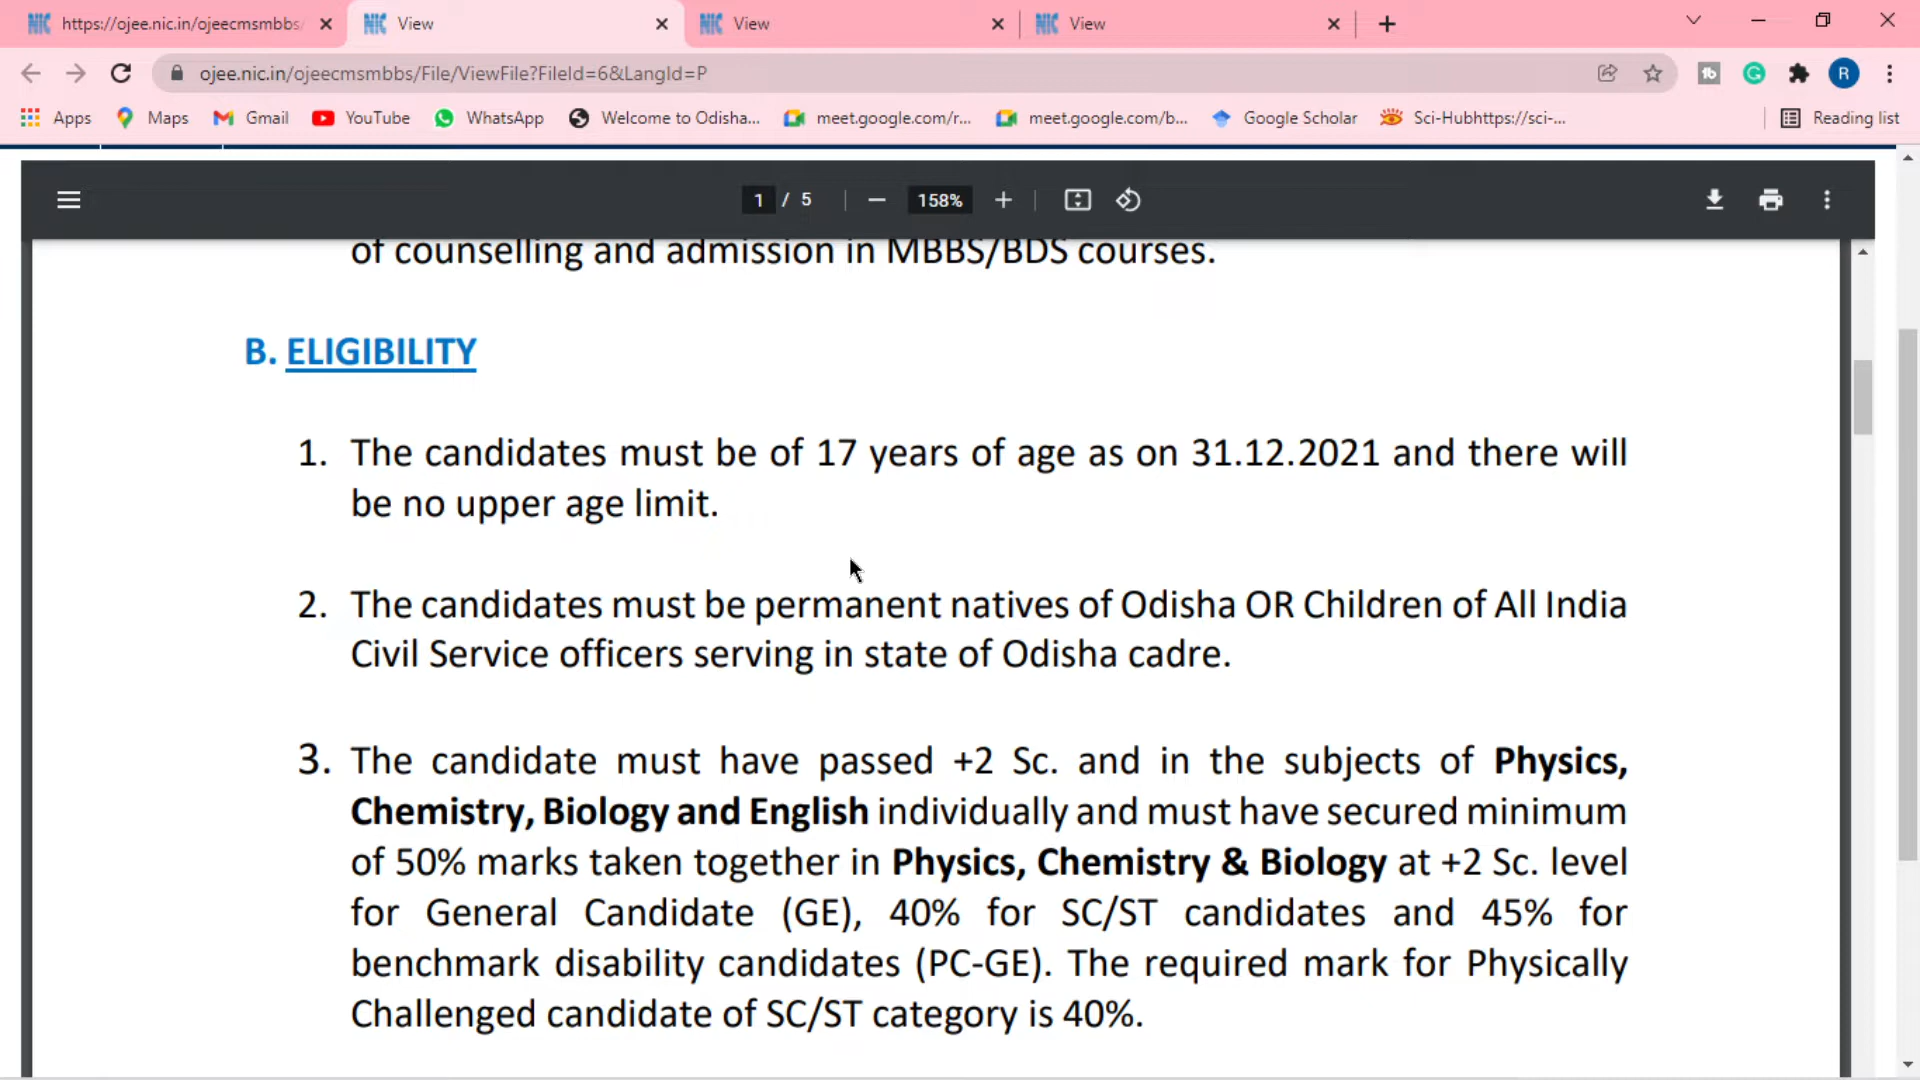 https://ojee.nic.in/ojeecmsmbbs
View
View
View
ojee.nic.in/ojeecmsmbbs/File/ViewFile?FileId=6&LangId=P
R
Apps
Maps
Gmail
YouTube
WhatsApp
Welcome to Odisha...
meet.google.com/r...
meet.google.com/b...
Google Scholar
Sci-Hubhttps://sci-...
Reading list
1 / 5
158%
of counselling and admission in MBBS/BDS courses.
B. ELIGIBILITY
1. The candidates must be of 17 years of age as on 31.12.2021 and there will
be no upper age limit.
2. The candidates must be permanent natives of Odisha OR Children of All India
Civil Service officers serving in state of Odisha cadre.
3. The candidate must have passed +2 Sc. and in the subjects of Physics,
Chemistry, Biology and English individually and must have secured minimum
of 50% marks taken together in Physics, Chemistry & Biology at +2 Sc. level
for General Candidate (GE), 40% for SC/ST candidates and 45% for
benchmark disability candidates (PC-GE). The required mark for Physically
Challenged candidate of SC/ST category is 40%.